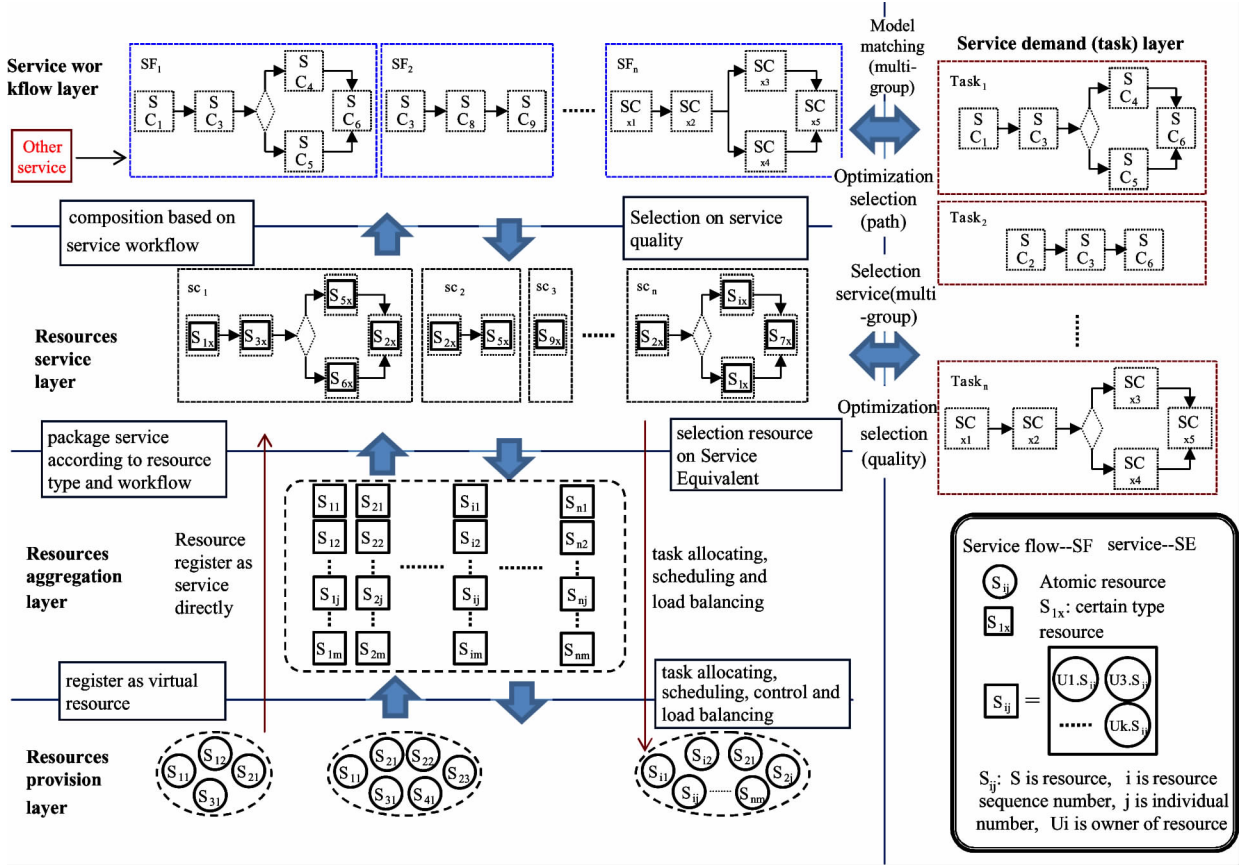 Service wor
kflow layer
Other
service
SF1
S C1
S C3
S C4
S C5
S C6
SF2
S C3
S C8
S C9
SFn
SC x1
SC x2
SC x3
SC x4
SC x5
Model
matching
(multi-
group)
Optimization
selection
(path)
Service demand (task) layer
Task1
S C1
S C3
S C4
S C5
S C6
Task2
S C2
S C3
S C6
Taskn
SC x1
SC x2
SC x3
SC x4
SC x5
composition based on
service workflow
Selection on service
quality
Selection
service(multi
-group)
Optimization
selection
(quality)
Resources
service
layer
sc 1
S1x
S3x
S5x
S6x
S2x
sc 2
S2x
S5x
sc 3
S9x
sc n
S2x
Six
S1x
S7x
package service
according to resource
type and workflow
selection resource
on Service
Equivalent
Resources
aggregation
layer
Resource
register as
service
directly
S11 S21 Si1 Sn1
S12 S22 Si2 Sn2
S1j S2j Sij Snj
S1m S2m Sim Snm
task allocating,
scheduling and
load balancing
register as virtual
resource
task allocating,
scheduling, control and
load balancing
Resources
provision
layer
S11
S12
S21
S31
S11
S21
S22
S23
S31
S41
Si1
Si2
S21
S2j
Sij
Snm
Service flow--SF service--SE
Sij Atomic resource
S1x S1x: certain type
resource
Sij =
U1.Sij U3.Sij
Uk.Sij
Sij: S is resource, i is resource
sequence number, j is individual
number, Ui is owner of resource